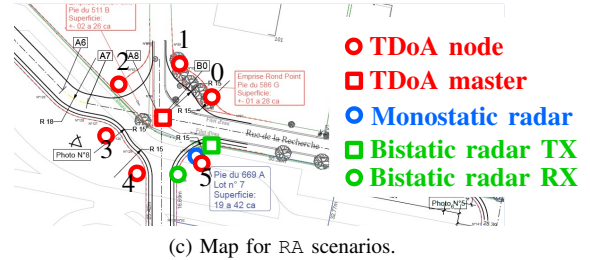 Emprise
Pie du 511 B
Superficie:
+- 02 a 26 ca
A6
A7
A8
B0
Emprise Rond Point
Pie du 586 G
Superficie:
+- 01 a 28 ca
0
1
2
3
4
5
R 15
R 15
R 15
R 15
R 18
Rue de la Recherche
Photo N°8
Photo N°5
Pie du 669 A
Lot n° 7
Superficie:
19 a 42 ca
TDoA node
TDoA master
Monostatic radar
Bistatic radar TX
Bistatic radar RX
(c) Map for RA scenarios.